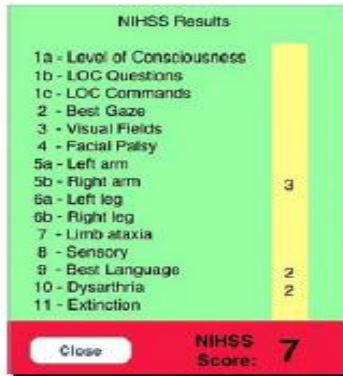 NIHSS Results
1a - Level of Consciousness
1b - LOC Questions
1c - LOC Commands
2 - Best Gaze
3 - Visual Fields
4 - Facial Palsy
5a - Left arm
5b - Right arm 3
6a - Left leg
6b - Right leg
7 - Limb ataxia
8 - Sensory
9 - Best Language 2
10 - Dysarthria 2
11 - Extinction
Close NIHSS Score: 7